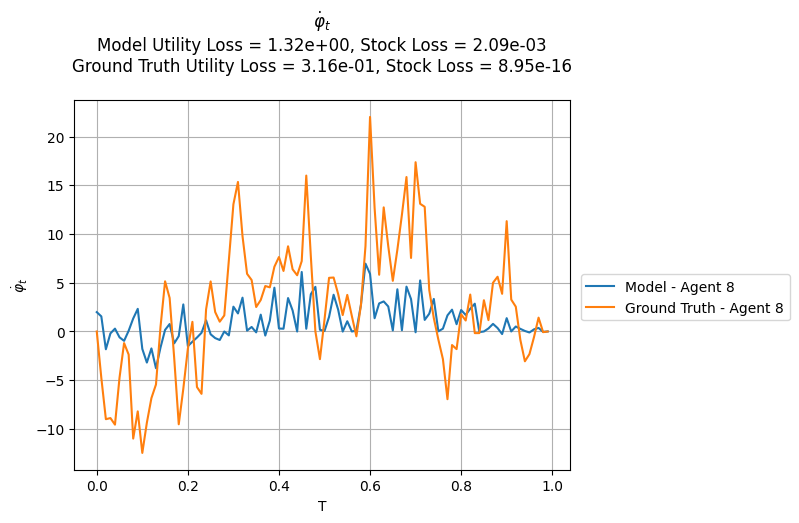 φ̇ₜ
Model Utility Loss = 1.32e+00, Stock Loss = 2.09e-03
Ground Truth Utility Loss = 3.16e-01, Stock Loss = 8.95e-16
20
15
10
5
0
−5
−10
φ̇ₜ
0.0 0.2 0.4 0.6 0.8 1.0
T
Model - Agent 8
Ground Truth - Agent 8